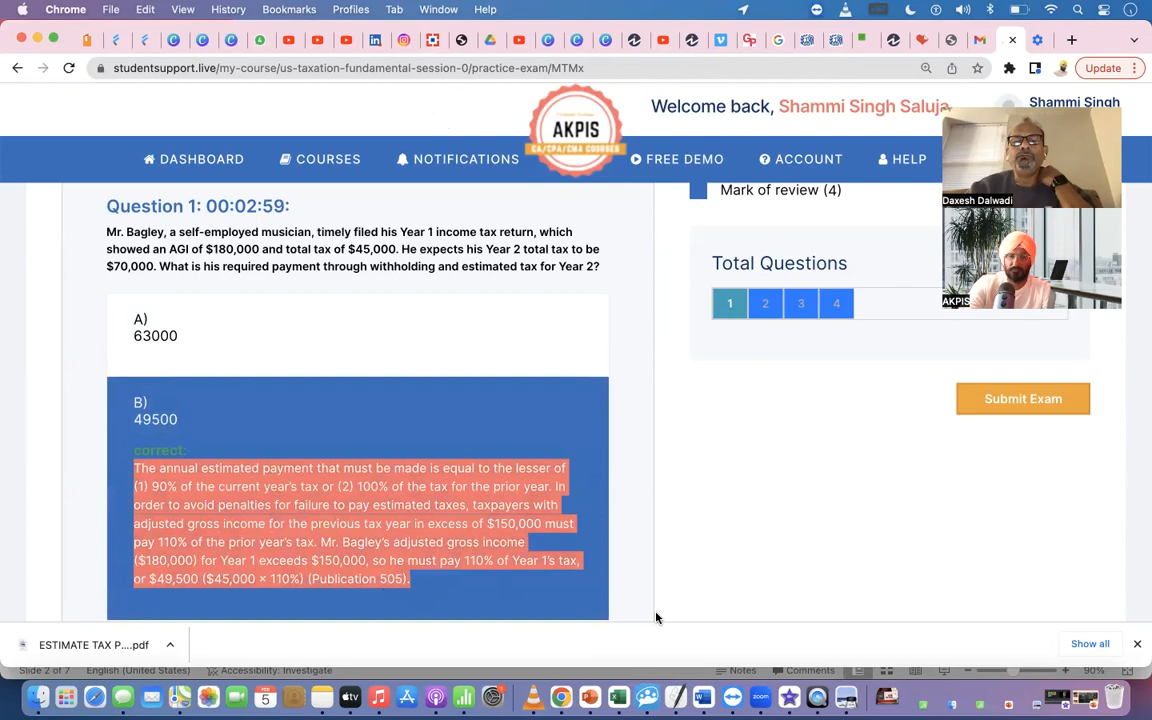 Chrome File Edit View History Bookmarks Profiles Tab Window Help
studentsupport.live/my-course/us-taxation-fundamental-session-0/practice-exam/MTMx
Update
AKPIS
CA/CPA/CMA COURSES
Welcome back, Shammi Singh Saluja
Shammi Singh
DASHBOARD COURSES NOTIFICATIONS FREE DEMO ACCOUNT HELP
Question 1: 00:02:59:
Mr. Bagley, a self-employed musician, timely filed his Year 1 income tax return, which
showed an AGI of $180,000 and total tax of $45,000. He expects his Year 2 total tax to be
$70,000. What is his required payment through withholding and estimated tax for Year 2?
A)
63000
B)
49500
correct:
The annual estimated payment that must be made is equal to the lesser of
(1) 90% of the current year's tax or (2) 100% of the tax for the prior year. In
order to avoid penalties for failure to pay estimated taxes, taxpayers with
adjusted gross income for the previous tax year in excess of $150,000 must
pay 110% of the prior year's tax. Mr. Bagley's adjusted gross income
($180,000) for Year 1 exceeds $150,000, so he must pay 110% of Year 1's tax,
or $49,500 ($45,000 × 110%) (Publication 505).
Mark of review (4)
Total Questions
1 2 3 4
Submit Exam
Daxesh Dalwadi
AKPIS
ESTIMATE TAX P....pdf
Show all
Slide 2 of 7 English (United States) Accessibility: Investigate Notes Comments 90%
FEB
5
tv
zoom